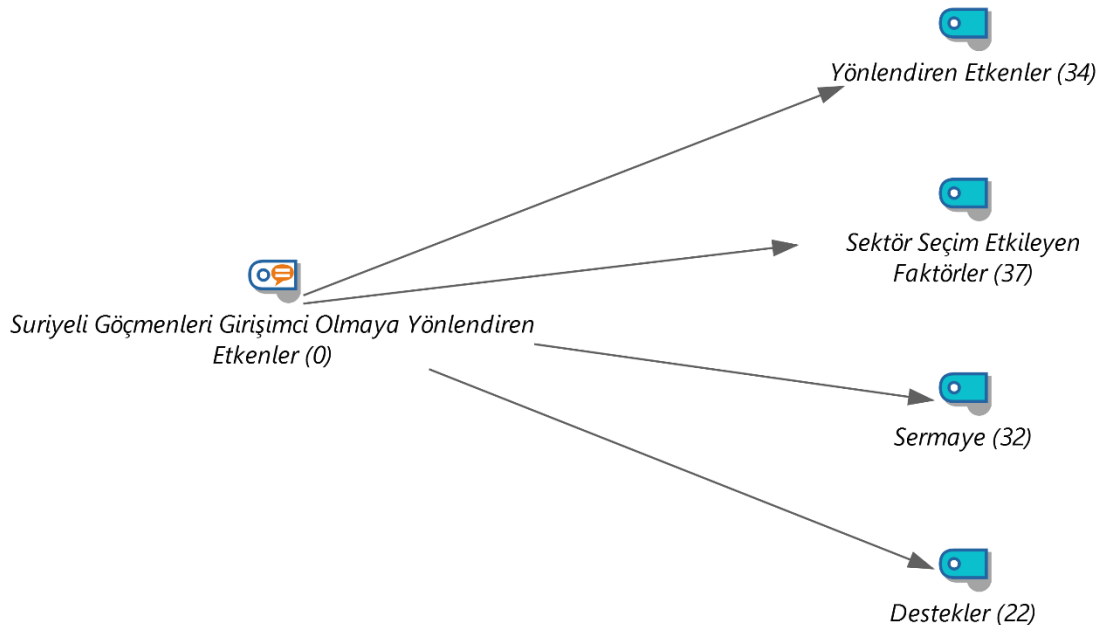 Yönlendiren Etkenler (34)
Sektör Seçim Etkileyen
Faktörler (37)
Suriyeli Göçmenleri Girişimci Olmaya Yönlendiren
Etkenler (0)
Sermaye (32)
Destekler (22)